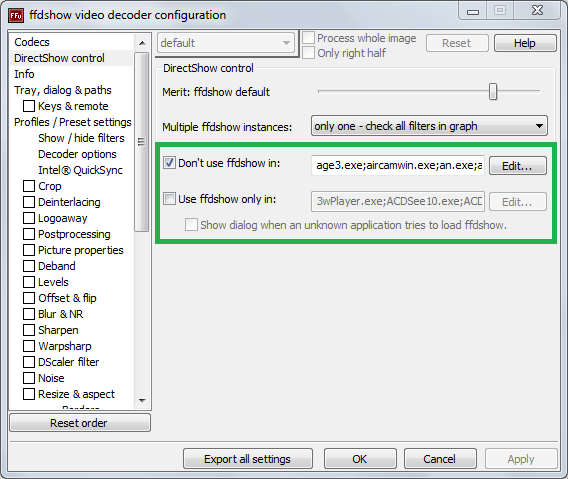 FFv ffdshow video decoder configuration
Codecs
DirectShow control
Info
Tray, dialog & paths
Keys & remote
Profiles / Preset settings
Show / hide filters
Decoder options
Intel® QuickSync
Crop
Deinterlacing
Logoaway
Postprocessing
Picture properties
Deband
Levels
Offset & flip
Blur & NR
Sharpen
Warpsharp
DScaler filter
Noise
Resize & aspect
Reset order
default
Process whole image
Only right half
Reset
Help
DirectShow control
Merit: ffdshow default
Multiple ffdshow instances: only one - check all filters in graph
Don't use ffdshow in: age3.exe;aircamwin.exe;an.exe;a Edit...
Use ffdshow only in: 3wPlayer.exe;ACDSee10.exe;ACD Edit...
Show dialog when an unknown application tries to load ffdshow.
Export all settings OK Cancel Apply